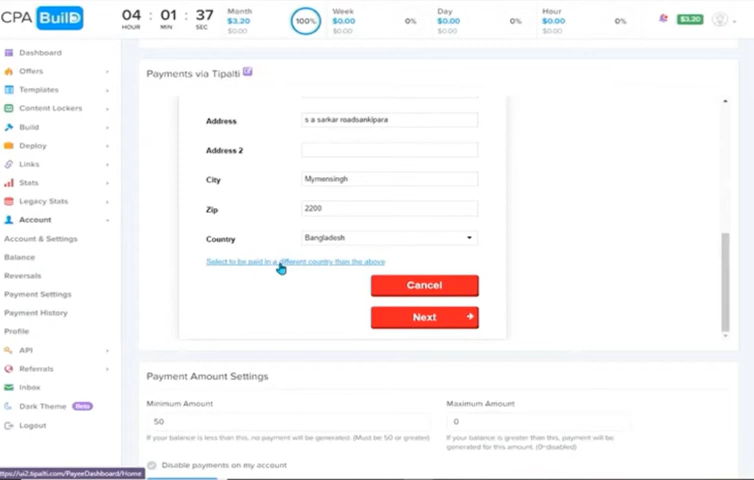 CPA Build
04 : 01 : 37
HOUR MIN SEC
Month
$3.20
$0.00
100%
Week
$0.00
$0.00
0%
Day
$0.00
$0.00
0%
Hour
$0.00
$0.00
0%
$3.20
Dashboard
Offers
Templates
Content Lockers
Build
Deploy
Links
Stats
Legacy Stats
Account
Account & Settings
Balance
Reversals
Payment Settings
Payment History
Profile
API
Referrals
Inbox
Dark Theme Beta
Logout
Payments via Tipalti
Address s a sarkar roadsankipara
Address 2
City Mymensingh
Zip 2200
Country Bangladesh
Select to be paid in a different country than the above
Cancel
Next
Payment Amount Settings
Minimum Amount
50
If your balance is less than this, no payment will be generated. (Must be 50 or greater)
Maximum Amount
0
If your balance is greater than this, payment will be
generated for this amount. (0=disabled)
Disable payments on my account
ttps://ui2.tipalti.com/PayeeDashboard/Home